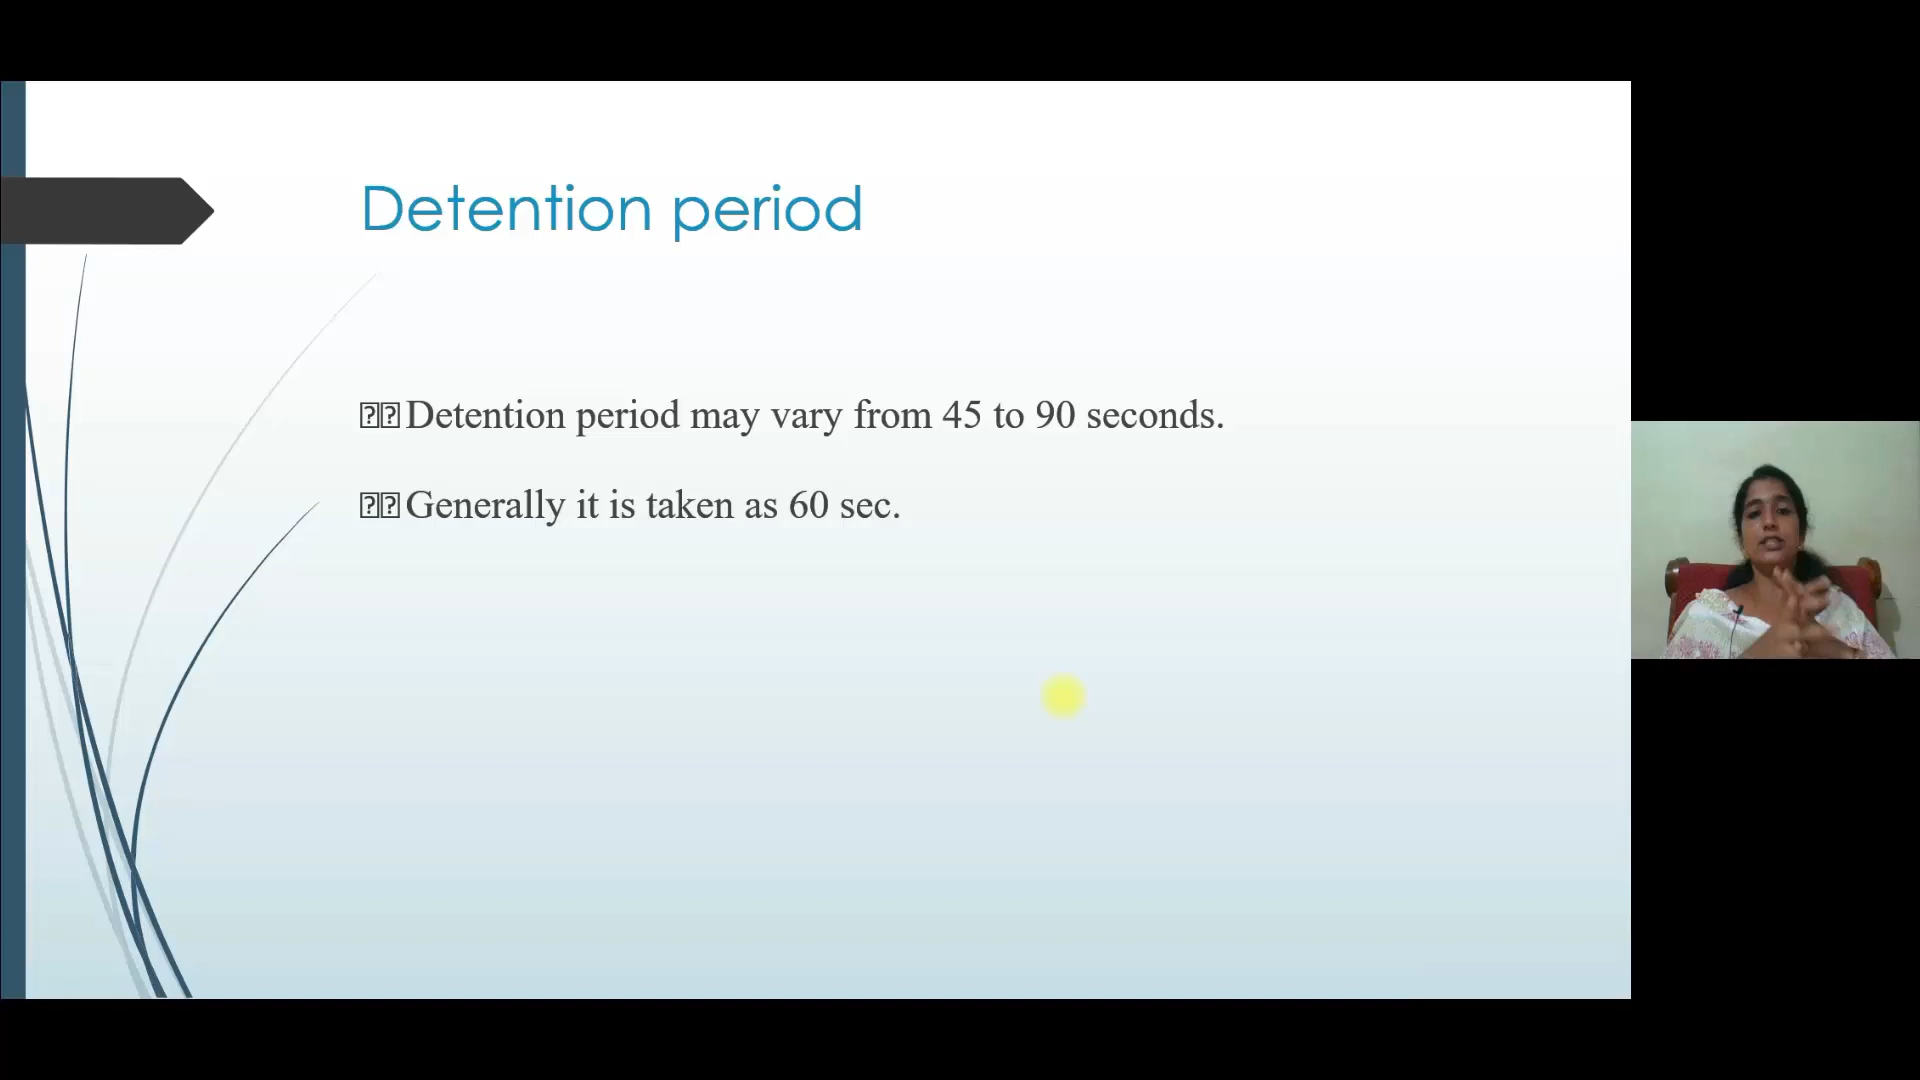 Detention period
⍰⍰Detention period may vary from 45 to 90 seconds.
⍰⍰Generally it is taken as 60 sec.